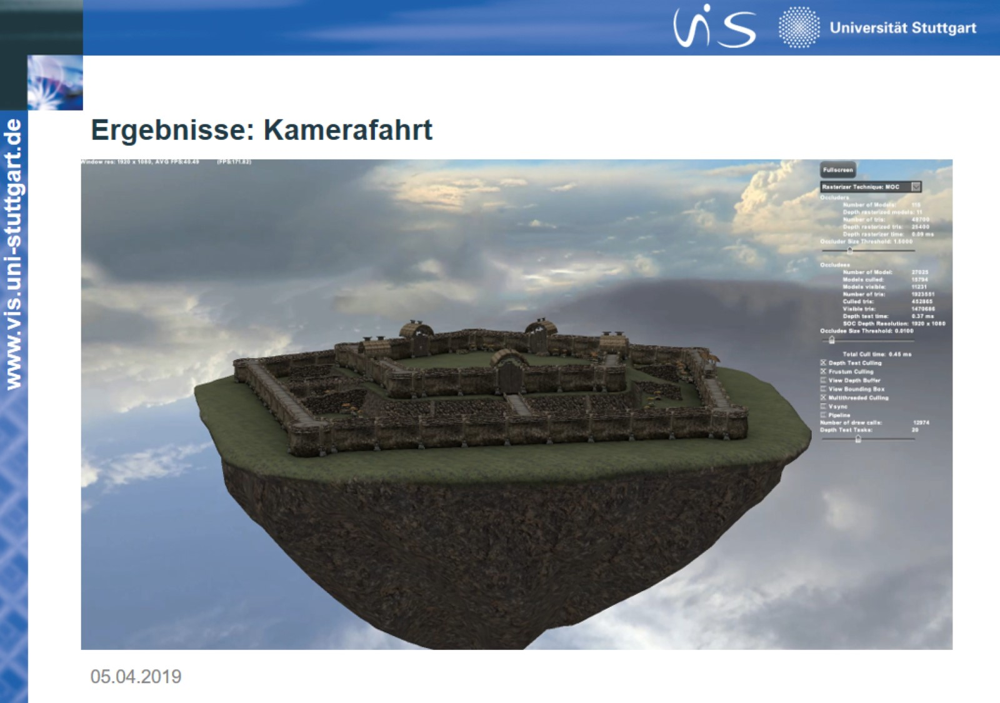 VIS
Universität Stuttgart
www.vis.uni-stuttgart.de
Ergebnisse: Kamerafahrt
Window res: 1920 x 1080, AVG FPS:40.49 (FPS:171.82)
Fullscreen
Rasterizer Technique: MOC
Occluders
Number of Models: 116
Depth rasterized models: 11
Number of tris: 48700
Depth rasterized tris: 25400
Depth rasterizer time: 0.09 ms
Occluder Size Threshold: 1.5000
Occludees
Number of Model: 27025
Models culled: 15794
Models visible: 11231
Number of tris: 1923551
Culled tris: 452865
Visible tris: 1470686
Depth test time: 0.37 ms
SOC Depth Resolution: 1920 x 1080
Occludee Size Threshold: 0.0100
Total Cull time: 0.45 ms
Depth Test Culling
Frustum Culling
View Depth Buffer
View Bounding Box
Multithreaded Culling
Vsync
Pipeline
Number of draw calls: 12974
Depth Test Tasks: 20
05.04.2019